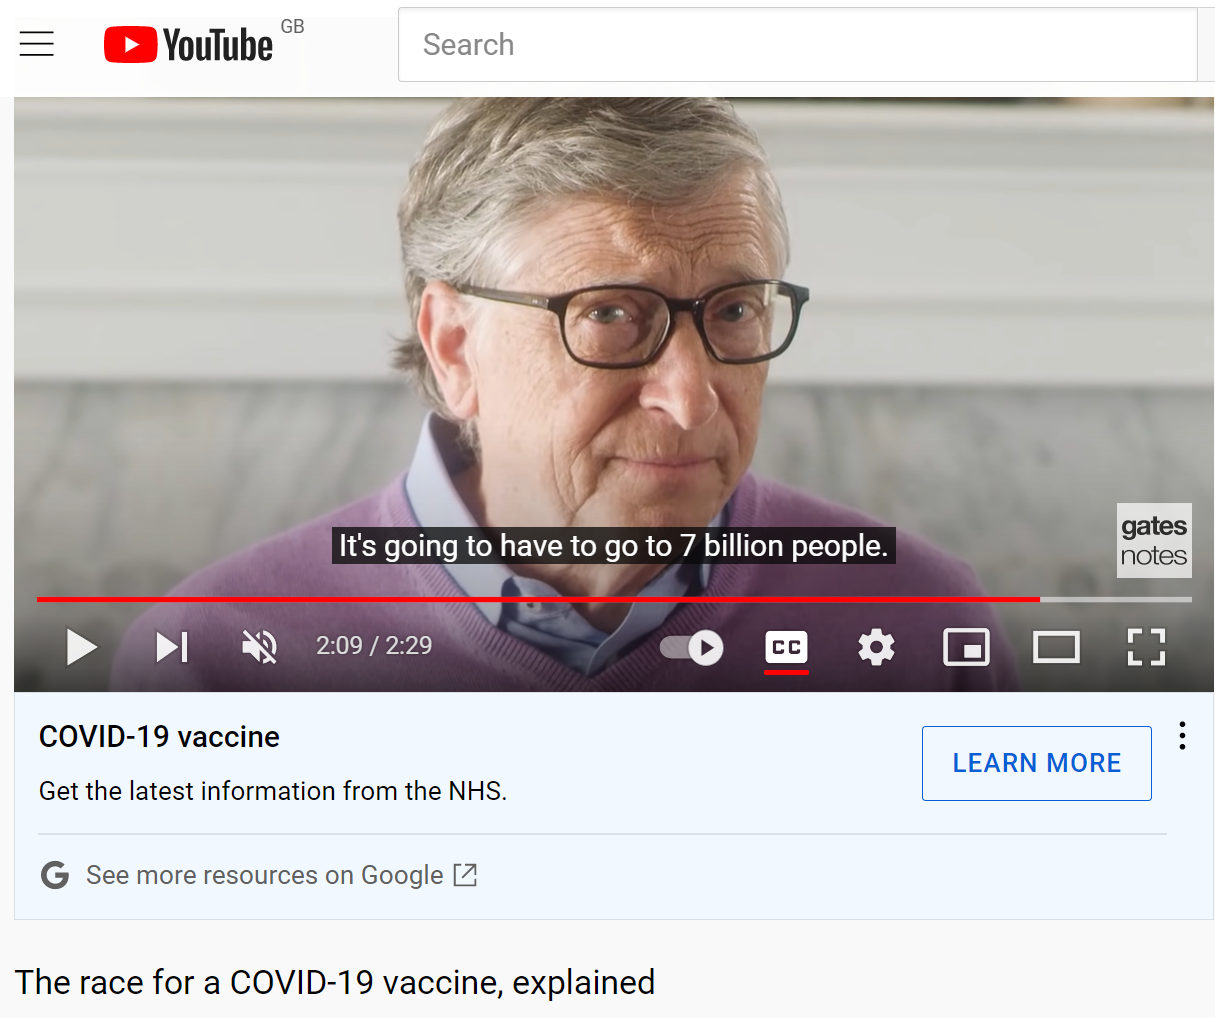 YouTube GB
Search
It's going to have to go to 7 billion people.
gates
notes
2:09 / 2:29
CC
COVID-19 vaccine
LEARN MORE
Get the latest information from the NHS.
G See more resources on Google
The race for a COVID-19 vaccine, explained